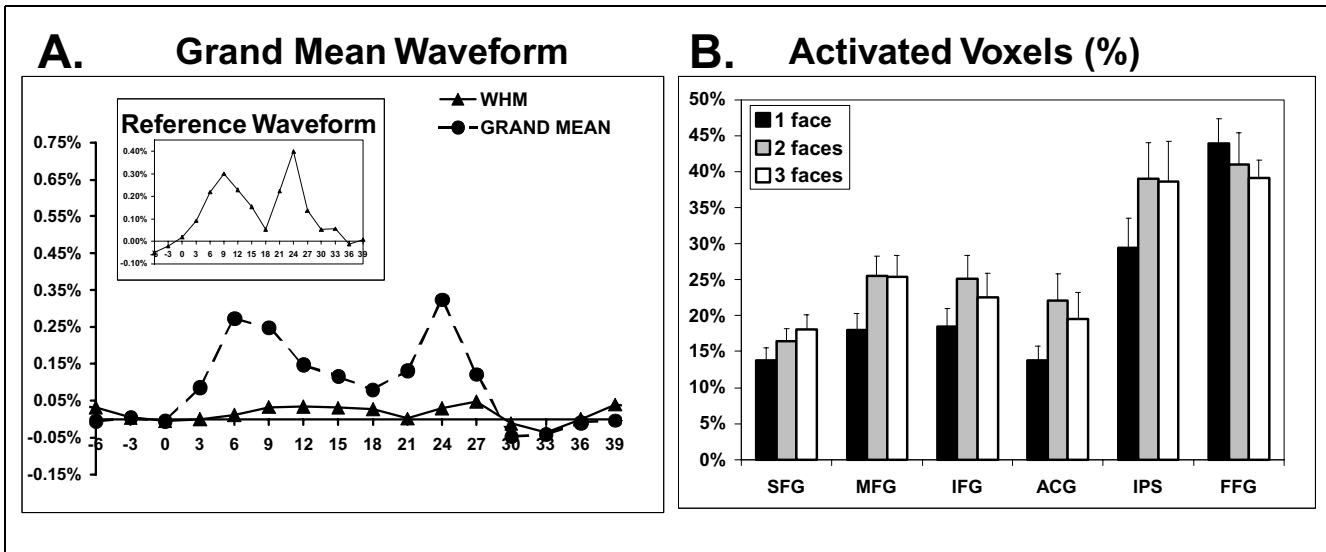 A. Grand Mean Waveform
WHM
GRAND MEAN
Reference Waveform
0.40%
0.30%
0.20%
0.10%
0.00%
-0.10%
-3 0 3 6 9 12 15 18 21 24 27 30 33 36 39
0.75%
0.65%
0.55%
0.45%
0.35%
0.25%
0.15%
0.05%
-0.05%
-0.15%
-6 -3 0 3 6 9 12 15 18 21 24 27 30 33 36 39
B. Activated Voxels (%)
1 face
2 faces
3 faces
50%
45%
40%
35%
30%
25%
20%
15%
10%
5%
0%
SFG MFG IFG ACG IPS FFG